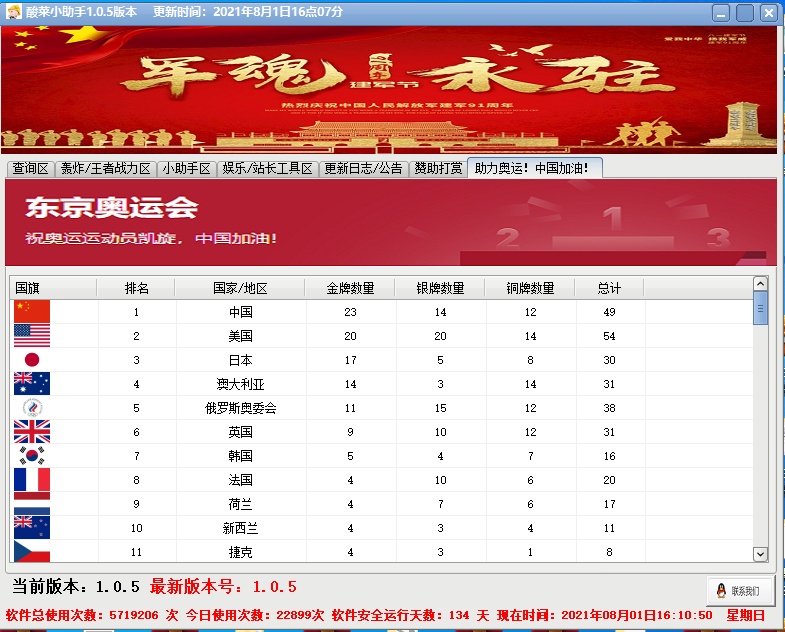 酸菜小助手1.0.5版本 更新时间：2021年8月1日16点07分
军魂 建军节 永驻
热烈庆祝中国人民解放军建军91周年
查询区 轰炸/王者战力区 小助手区 娱乐/站长工具区 更新日志/公告 赞助打赏 助力奥运！中国加油！
东京奥运会
祝奥运运动员凯旋，中国加油!
2 1 3
国旗 排名 国家/地区 金牌数量 银牌数量 铜牌数量 总计
1 中国 23 14 12 49
2 美国 20 20 14 54
3 日本 17 5 8 30
4 澳大利亚 14 3 14 31
5 俄罗斯奥委会 11 15 12 38
6 英国 9 10 12 31
7 韩国 5 4 7 16
8 法国 4 10 6 20
9 荷兰 4 7 6 17
10 新西兰 4 3 4 11
11 捷克 4 3 1 8
当前版本：1.0.5 最新版本号：1.0.5
联系我们
软件总使用次数：5719206 次 今日使用次数：22899次 软件安全运行天数：134 天 现在时间：2021年08月01日16:10:50 星期日